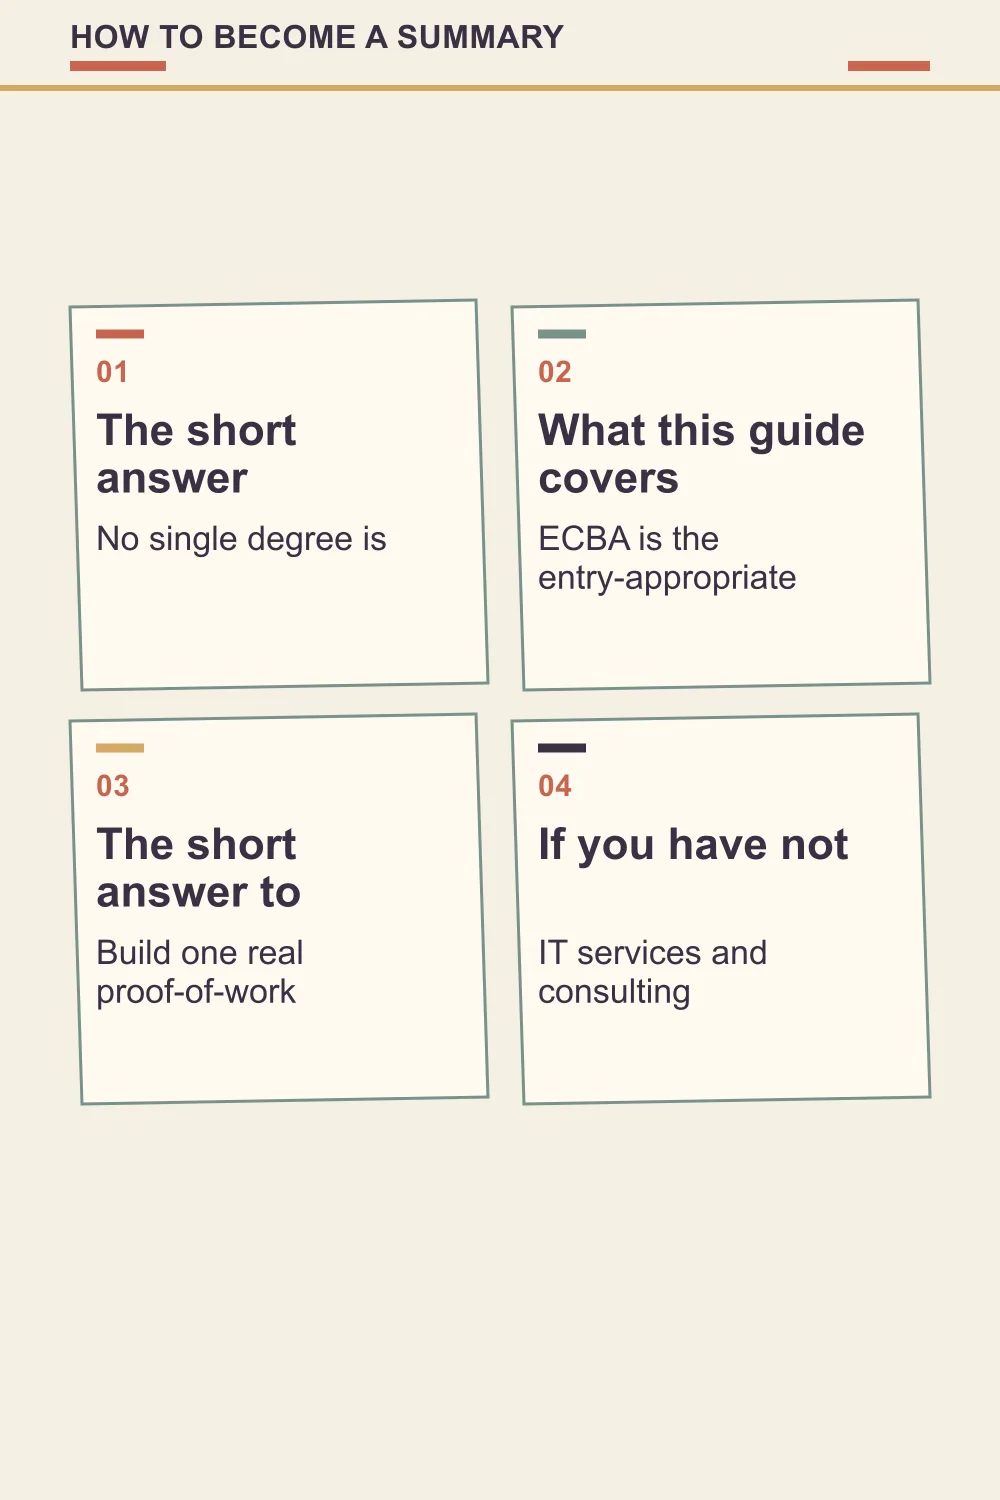 HOW TO BECOME A SUMMARY
01
The short
answer
No single degree is
02
What this guide
covers
ECBA is the
entry-appropriate
03
The short
answer to
Build one real
proof-of-work
04
If you have not
IT services and
consulting